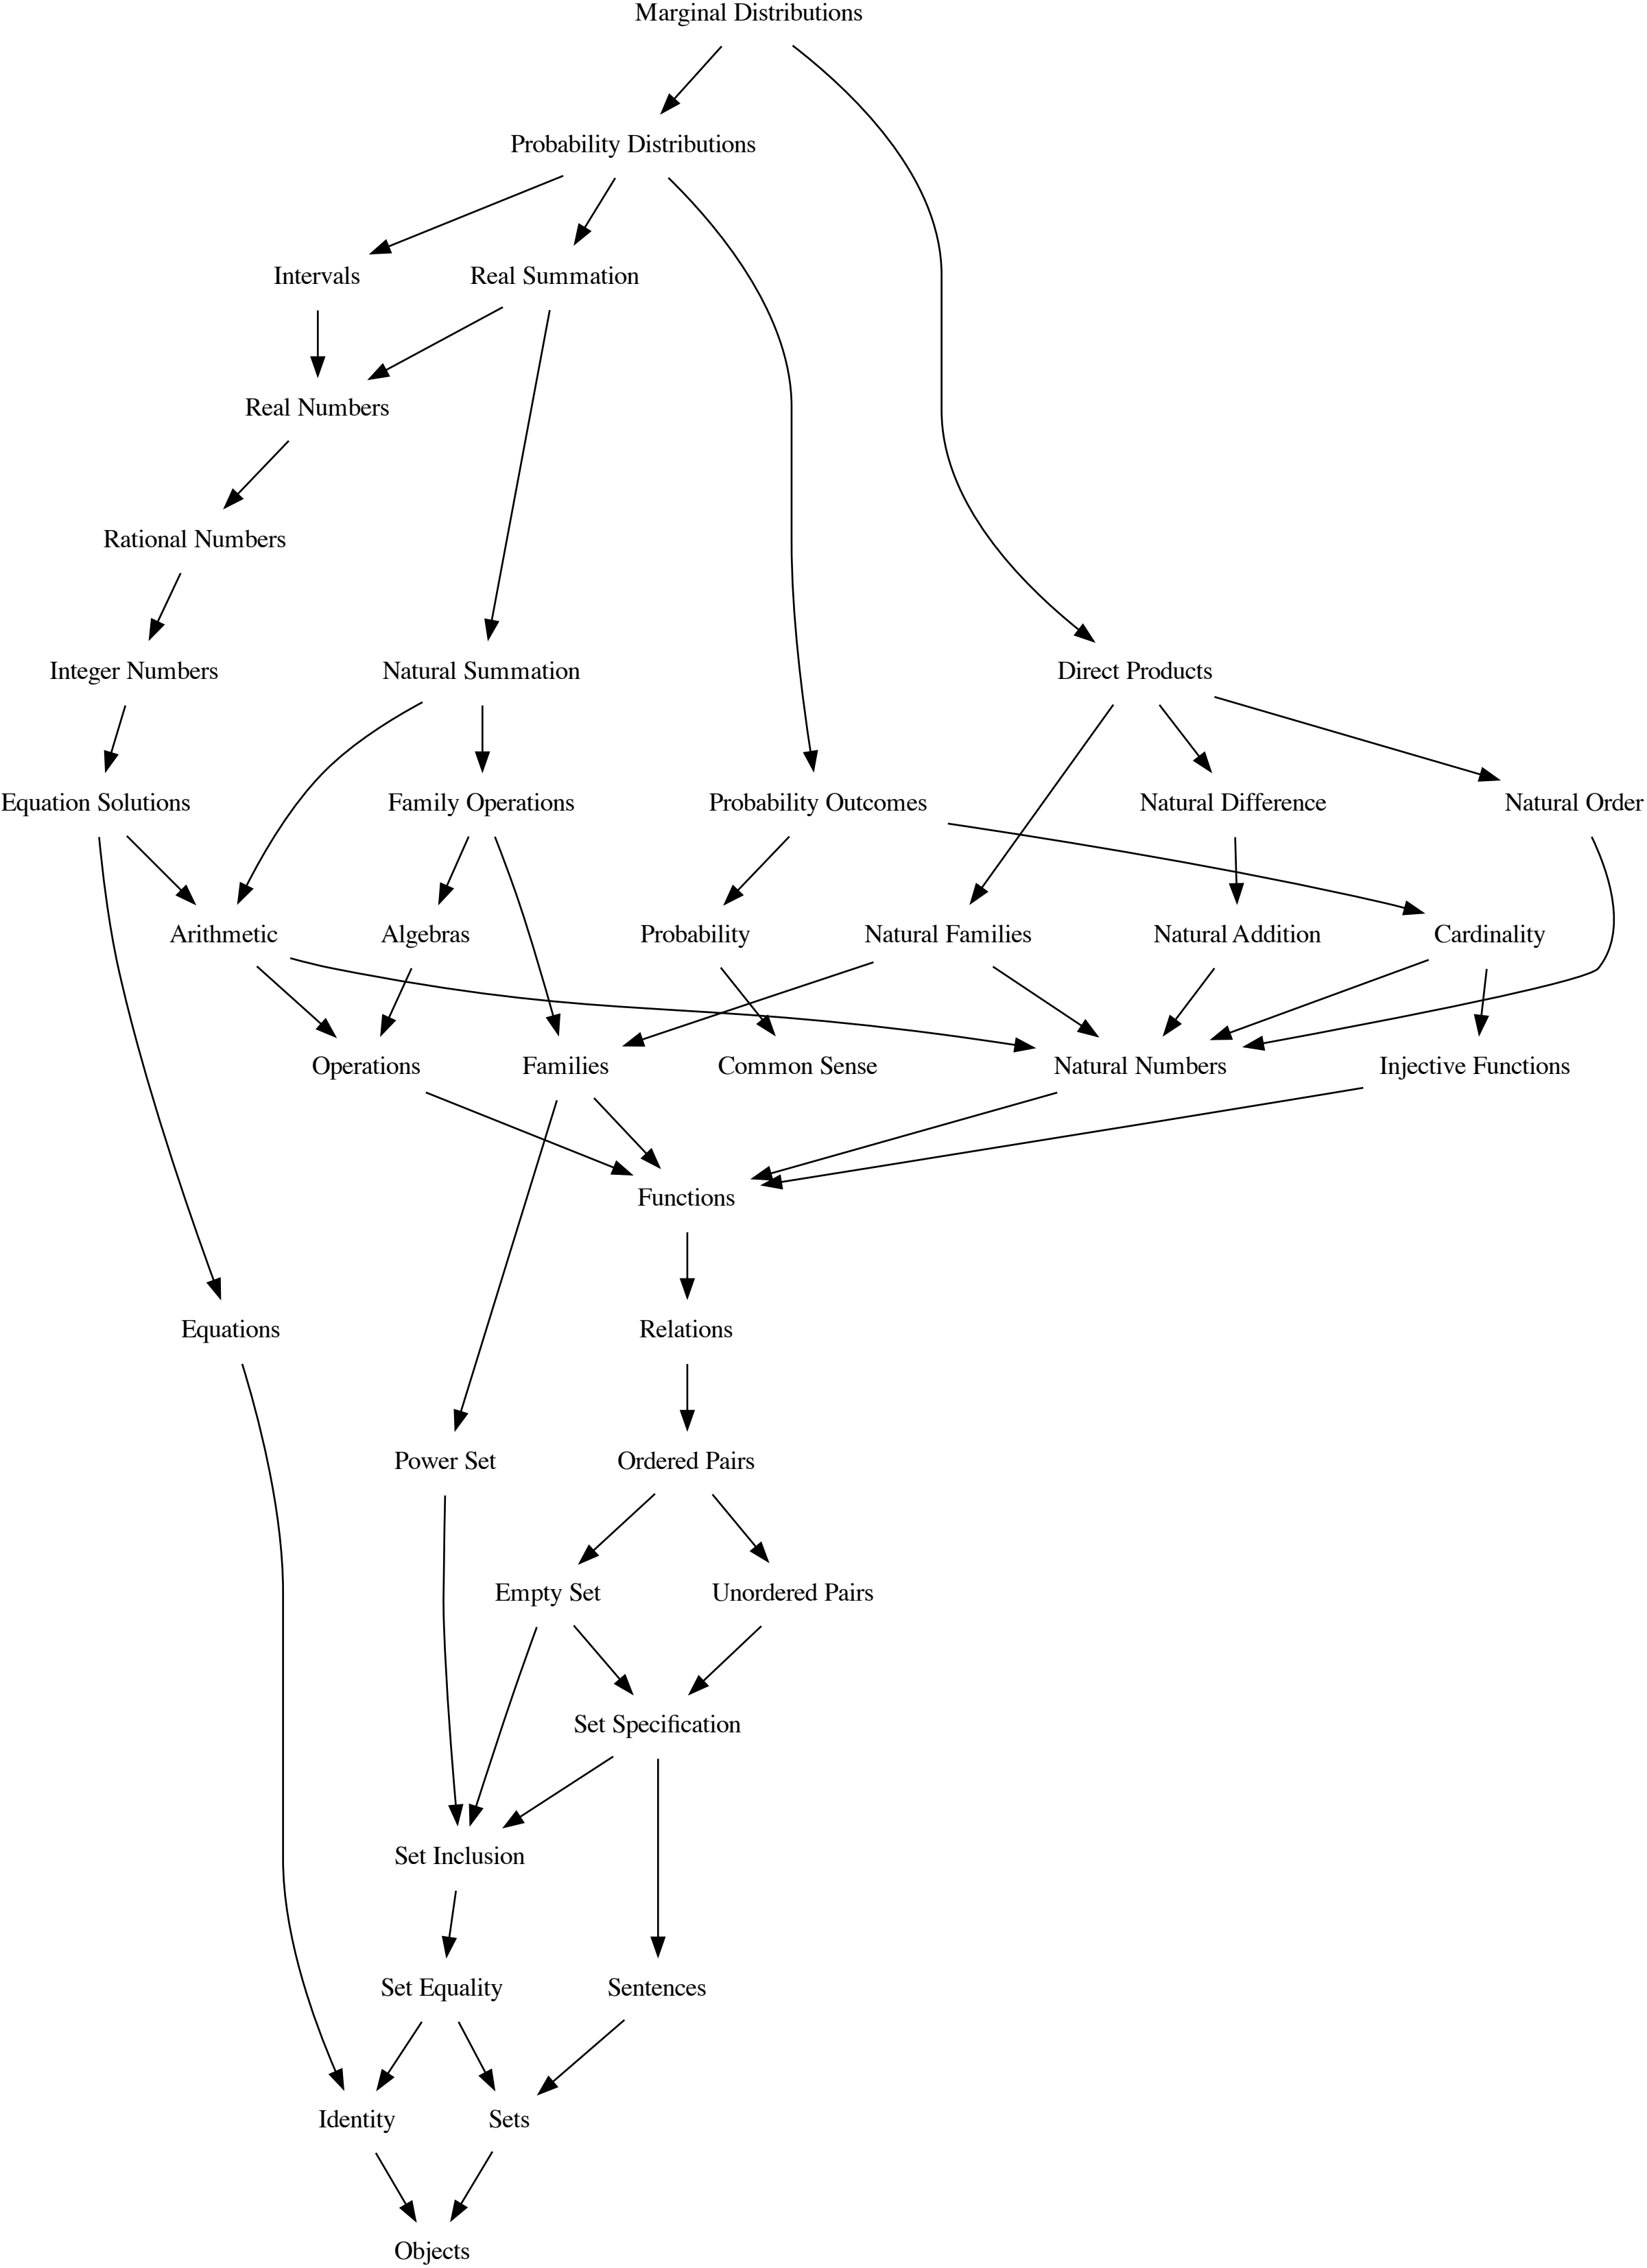 Marginal Distributions
Probability Distributions
Intervals
Real Summation
Real Numbers
Rational Numbers
Integer Numbers
Natural Summation
Direct Products
Equation Solutions
Family Operations
Probability Outcomes
Natural Difference
Natural Order
Arithmetic
Algebras
Probability
Natural Families
Natural Addition
Cardinality
Operations
Families
Common Sense
Natural Numbers
Injective Functions
Functions
Equations
Relations
Power Set
Ordered Pairs
Empty Set
Unordered Pairs
Set Specification
Set Inclusion
Set Equality
Sentences
Identity
Sets
Objects